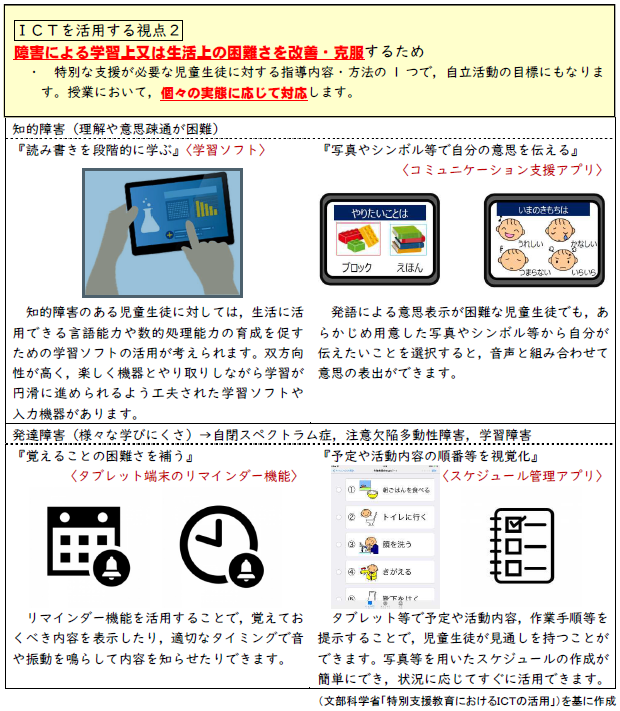 ICTを活用する視点2
障害による学習上又は生活上の困難さを改善・克服するため
・ 特別な支援が必要な児童生徒に対する指導内容・方法の1つで，自立活動の目標にもなりま
す。授業において，個々の実態に応じて対応します。
知的障害（理解や意思疎通が困難）
『読み書きを段階的に学ぶ』〈学習ソフト〉
知的障害のある児童生徒に対しては，生活に活
用できる言語能力や数的処理能力の育成を促す
ための学習ソフトの活用が考えられます。双方向
性が高く，楽しく機器とやり取りしながら学習が
円滑に進められるよう工夫された学習ソフトや
入力機器があります。
『写真やシンボル等で自分の意思を伝える』
〈コミュニケーション支援アプリ〉
やりたいことは
ブロック えほん
いまのきもちは
うれしい かなしい
つまらない いらいら
発語による意思表示が困難な児童生徒でも，あ
らかじめ用意した写真やシンボル等から自分が
伝えたいことを選択すると，音声と組み合わせて
意思の表出ができます。
発達障害（様々な学びにくさ）→自閉スペクトラム症，注意欠陥多動性障害，学習障害
『覚えることの困難さを補う』
〈タブレット端末のリマインダー機能〉
リマインダー機能を活用することで，覚えてお
くべき内容を表示したり，適切なタイミングで音
や振動を鳴らして内容を知らせたりできます。
『予定や活動内容の順番等を視覚化』
〈スケジュール管理アプリ〉
① 朝ごはんを食べる
② トイレに行く
③ 顔を洗う
④ きがえる
靴下をはく
タブレット等で予定や活動内容，作業手順等を
提示することで，児童生徒が見通しを持つことが
できます。写真等を用いたスケジュールの作成が
簡単にでき，状況に応じてすぐに活用できます。
（文部科学省「特別支援教育におけるICTの活用」）を基に作成